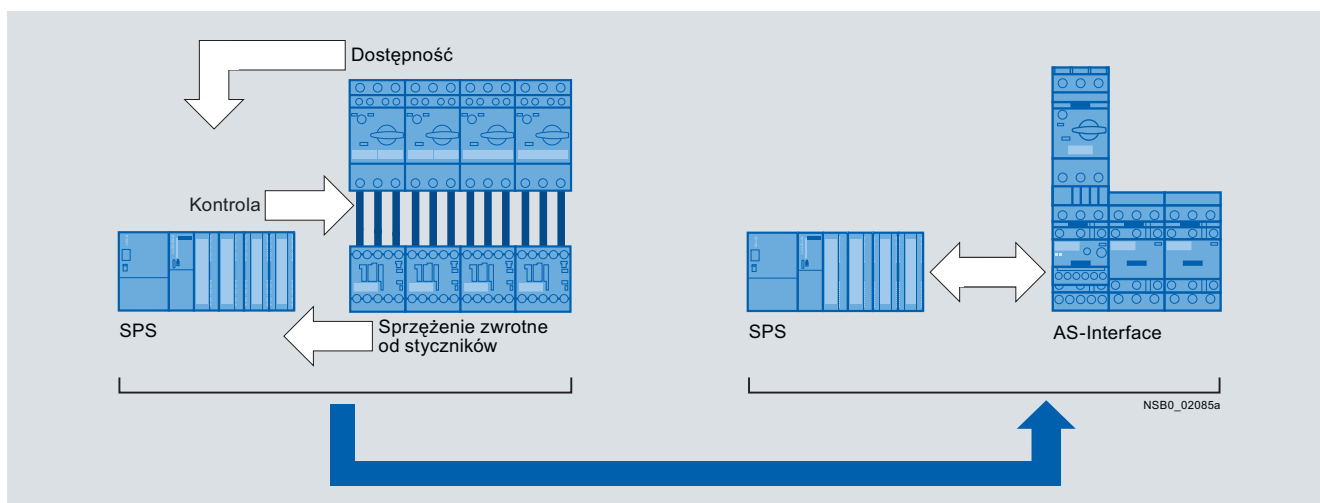 Dostępność
Kontrola
SPS
Sprzężenie zwrotne
od styczników
SPS
AS-Interface
NSB0_02085a